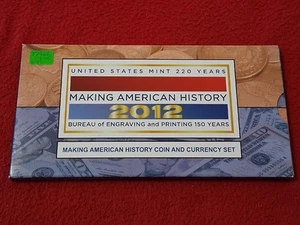 UNITED STATES MINT 220 YEARS
MAKING AMERICAN HISTORY
2012
BUREAU of ENGRAVING and PRINTING 150 YEARS
MAKING AMERICAN HISTORY COIN AND CURRENCY SET